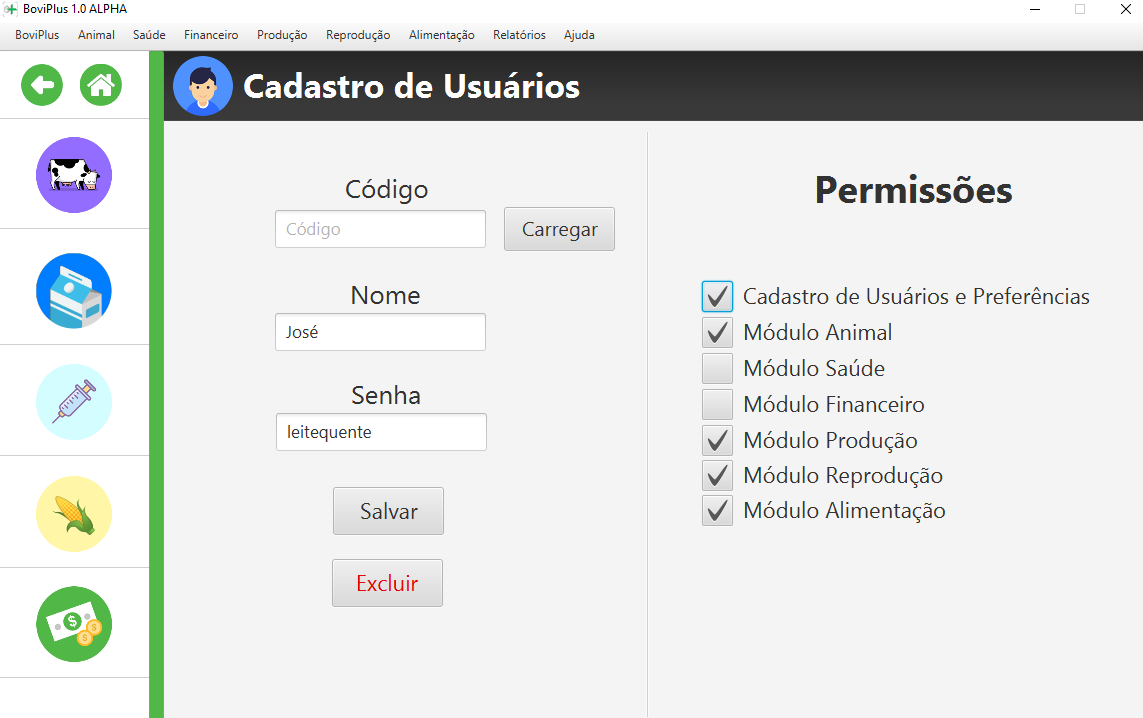 BoviPlus 1.0 ALPHA
BoviPlus Animal Saúde Financeiro Produção Reprodução Alimentação Relatórios Ajuda
Cadastro de Usuários
Código
Código
Carregar
Nome
José
Senha
leitequente
Salvar
Excluir
Permissões
Cadastro de Usuários e Preferências
Módulo Animal
Módulo Saúde
Módulo Financeiro
Módulo Produção
Módulo Reprodução
Módulo Alimentação